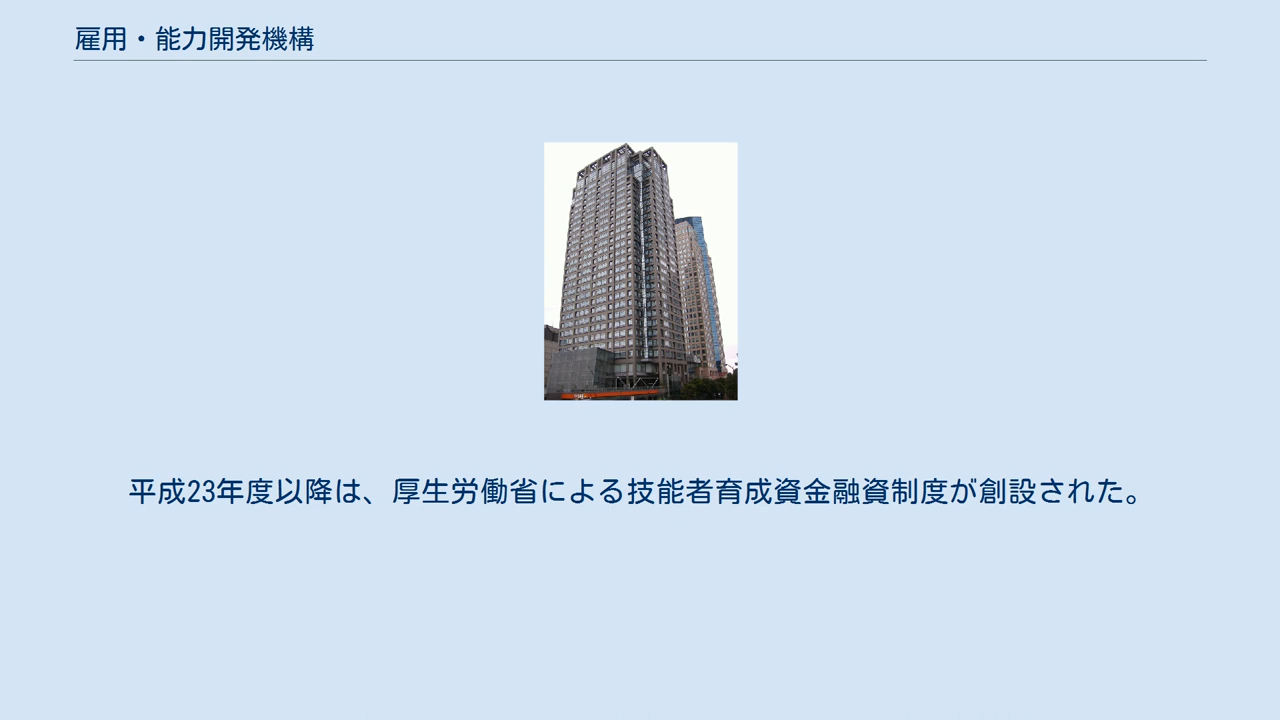 雇用・能力開発機構
平成23年度以降は、厚生労働省による技能者育成資金融資制度が創設された。